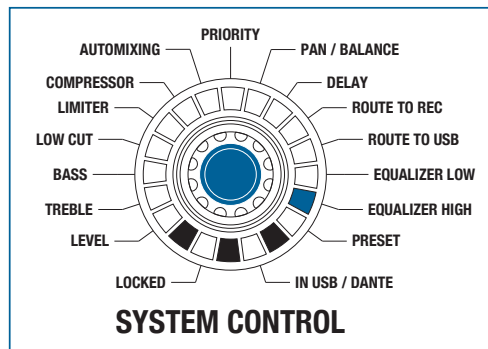 PRIORITY
AUTOMIXING
PAN / BALANCE
COMPRESSOR
DELAY
LIMITER
ROUTE TO REC
LOW CUT
ROUTE TO USB
BASS
EQUALIZER LOW
TREBLE
EQUALIZER HIGH
LEVEL
PRESET
LOCKED
IN USB / DANTE
SYSTEM CONTROL